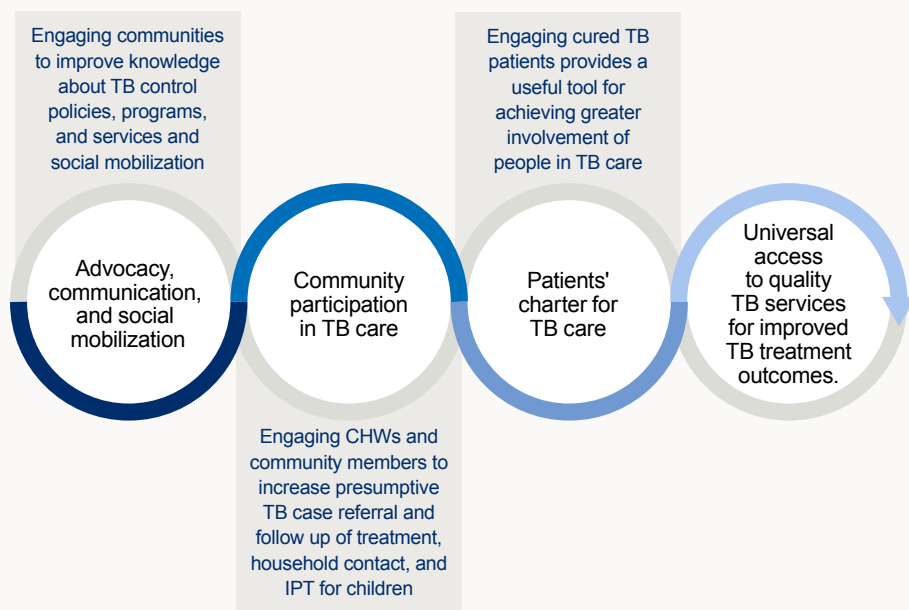 Engaging communities
to improve knowledge
about TB control
policies, programs,
and services and
social mobilization
Advocacy,
communication,
and social
mobilization
Community
participation
in TB care
Engaging CHWs and
community members to
increase presumptive
TB case referral and
follow up of treatment,
household contact, and
IPT for children
Engaging cured TB
patients provides a
useful tool for
achieving greater
involvement of
people in TB care
Patients'
charter for
TB care
Universal
access
to quality
TB services
for improved
TB treatment
outcomes.